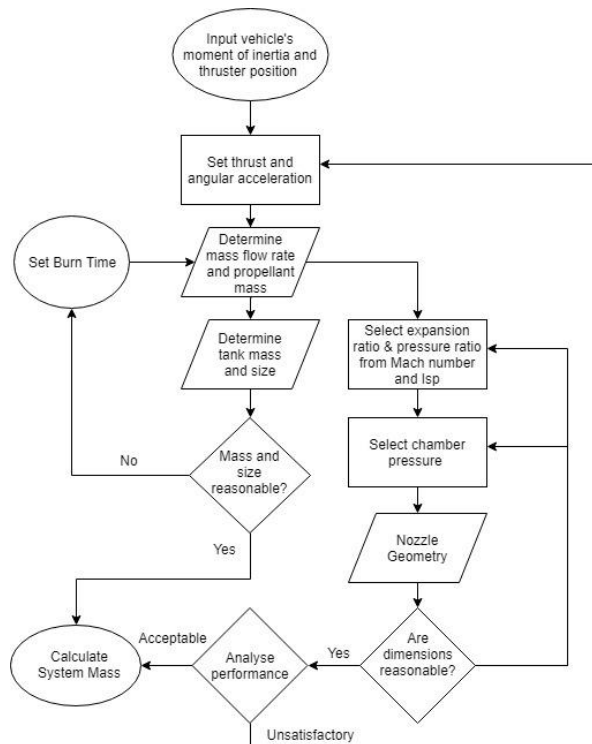 Input vehicle's
moment of inertia and
thruster position
Set thrust and
angular acceleration
Set Burn Time
Determine
mass flow rate
and propellant
mass
Determine
tank mass
and size
Select expansion
ratio & pressure ratio
from Mach number
and Isp
Select chamber
pressure
No
Mass and
size
reasonable?
Yes
Nozzle
Geometry
Calculate
System Mass
Acceptable
Analyse
performance
Yes
Are
dimensions
reasonable?
Unsatisfactory